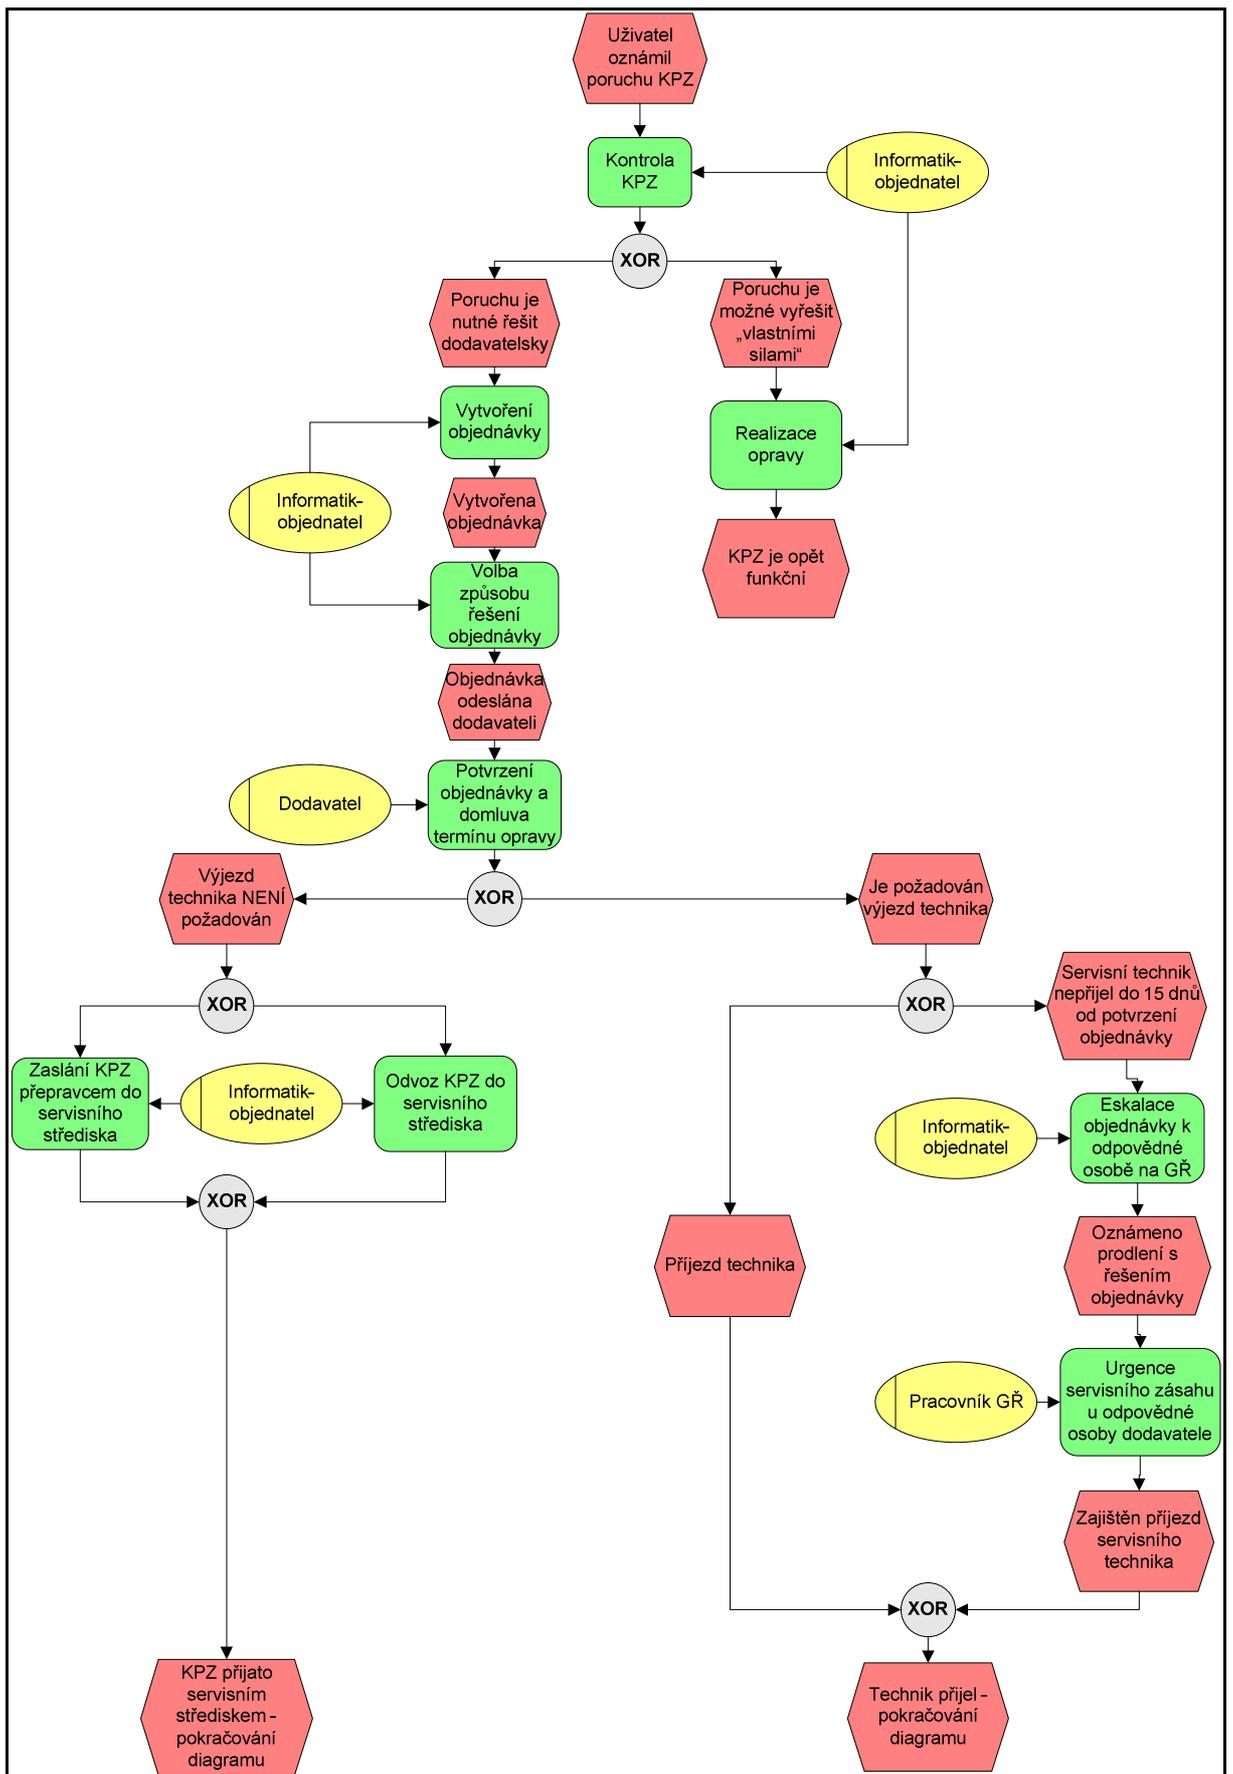 Uživatel
oznámil
poruchu KPZ
Kontrola
KPZ
Informatik-
objednatel
XOR
Poruchu je
nutné řešit
dodavatelsky
Poruchu je
možné vyřešit
„vlastními
silami“
Vytvoření
objednávky
Realizace
opravy
Informatik-
objednatel
Vytvořena
objednávka
KPZ je opět
funkční
Volba
způsobu
řešení
objednávky
Objednávka
odeslána
dodavateli
Dodavatel
Potvrzení
objednávky a
domluva
termínu opravy
Výjezd
technika NENÍ
požadován
XOR
Je požadován
výjezd technika
XOR
XOR
Servisní technik
nepřijel do 15 dnů
od potvrzení
objednávky
Zaslání KPZ
přepravcem do
servisního
střediska
Informatik-
objednatel
Odvoz KPZ do
servisního
střediska
Informatik-
objednatel
Eskalace
objednávky k
odpovědné
osobě na GŘ
XOR
Příjezd technika
Oznámeno
prodlení s
řešením
objednávky
Pracovník GŘ
Urgence
servisního zásahu
u odpovědné
osoby dodavatele
Zajištěn příjezd
servisního
technika
XOR
KPZ přijato
servisním
střediskem -
pokračování
diagramu
Technik přijel -
pokračování
diagramu